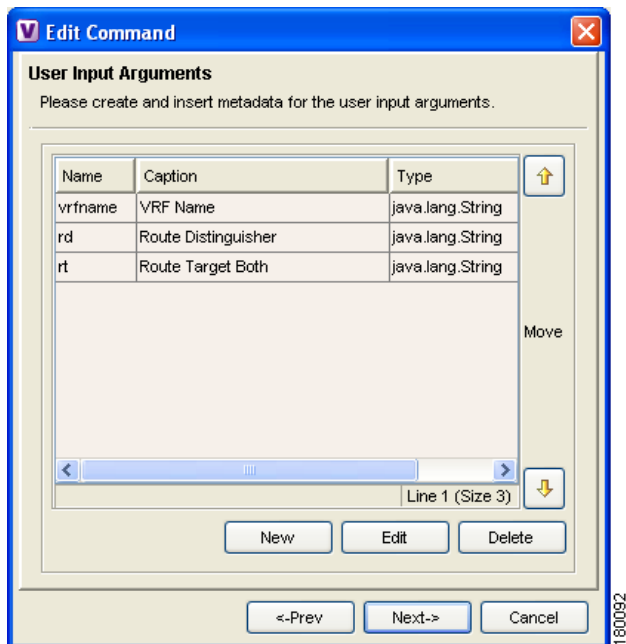 V Edit Command
User Input Arguments
Please create and insert metadata for the user input arguments.
Name Caption Type
vrfname VRF Name java.lang.String
rd Route Distinguisher java.lang.String
rt Route Target Both java.lang.String
Move
Line 1 (Size 3)
New Edit Delete
<-Prev Next-> Cancel
80092